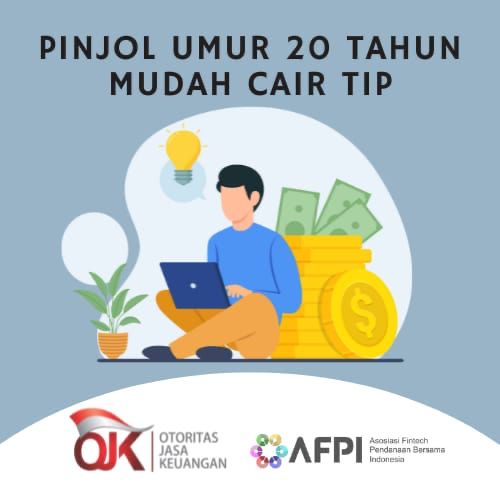 PINJOL UMUR 20 TAHUN
MUDAH CAIR TIP
$
OJK
OTORITAS
JASA
KEUANGAN
AFPI
Asosiasi Fintech
Pendanaan Bersama
Indonesia